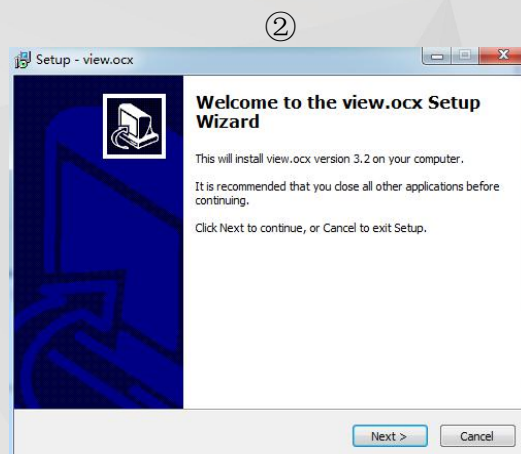 ②
Setup - view.ocx
Welcome to the view.ocx Setup
Wizard
This will install view.ocx version 3.2 on your computer.
It is recommended that you close all other applications before
continuing.
Click Next to continue, or Cancel to exit Setup.
Next >
Cancel